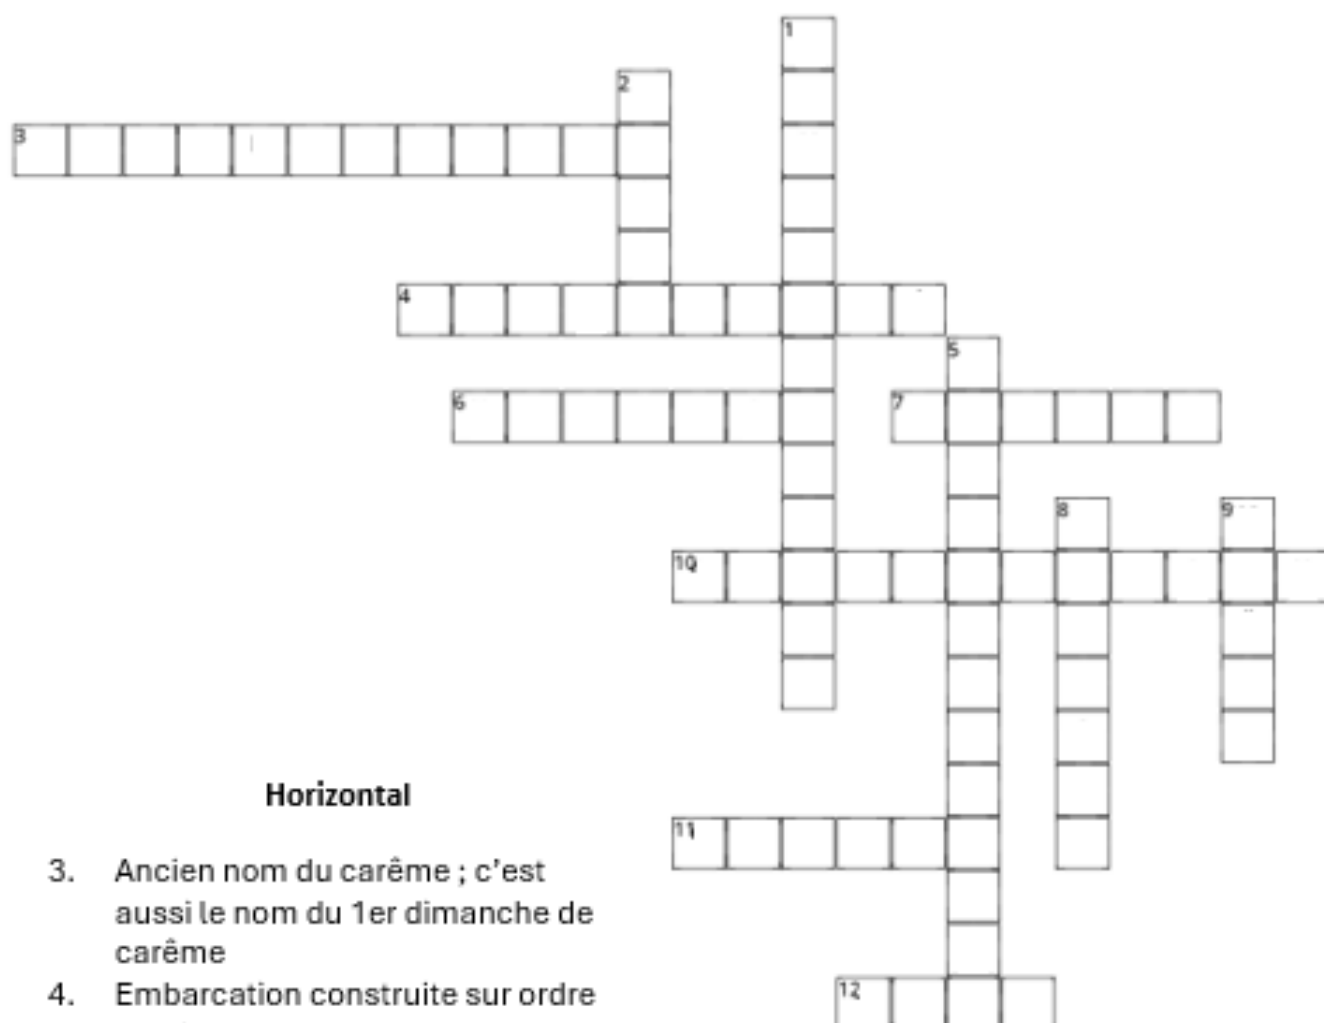 1
2
3
4
5
6
7
8
9
10
11
12
Horizontal
3. Ancien nom du carême ; c’est
aussi le nom du 1er dimanche de
carême
4. Embarcation construite sur ordre